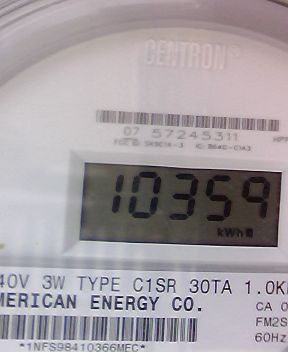 CENTRON®
07 57245311
10359
kWh
40V 3W TYPE C1SR 30TA 1.0K
MERICAN ENERGY CO.
CA 0
FM2S
60Hz
*1NFS98410366MEC*